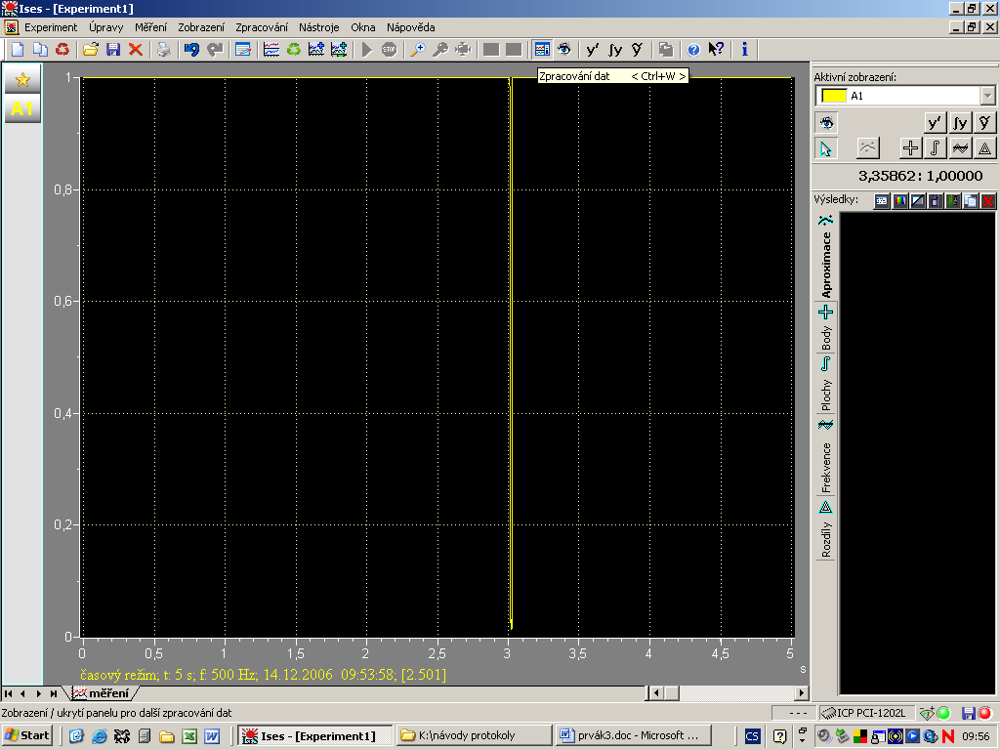 Ises - [Experiment1]
Experiment Úpravy Měření Zobrazení Zpracování Nástroje Okna Nápověda
STOP y′ ∫y ỹ ? i
Zpracování dat < Ctrl+W >
A1
1
0,8
0,6
0,4
0,2
0
0 0,5 1 1,5 2 2,5 3 3,5 4 4,5 5
s
časový režim; t: 5 s; f: 500 Hz; 14.12.2006 09:53:58; [2.501]
měření
Aktivní zobrazení:
A1
y′ ∫y ỹ
3,35862 : 1,00000
Výsledky:
Aproximace
Body
Plochy
Frekvence
Rozdíly
Zobrazení / ukrytí panelu pro další zpracování dat
- - - ICP PCI-1202L
Start Ises - [Experiment1] K:\návody protokoly prvák3.doc - Microsoft ... CS 09:56